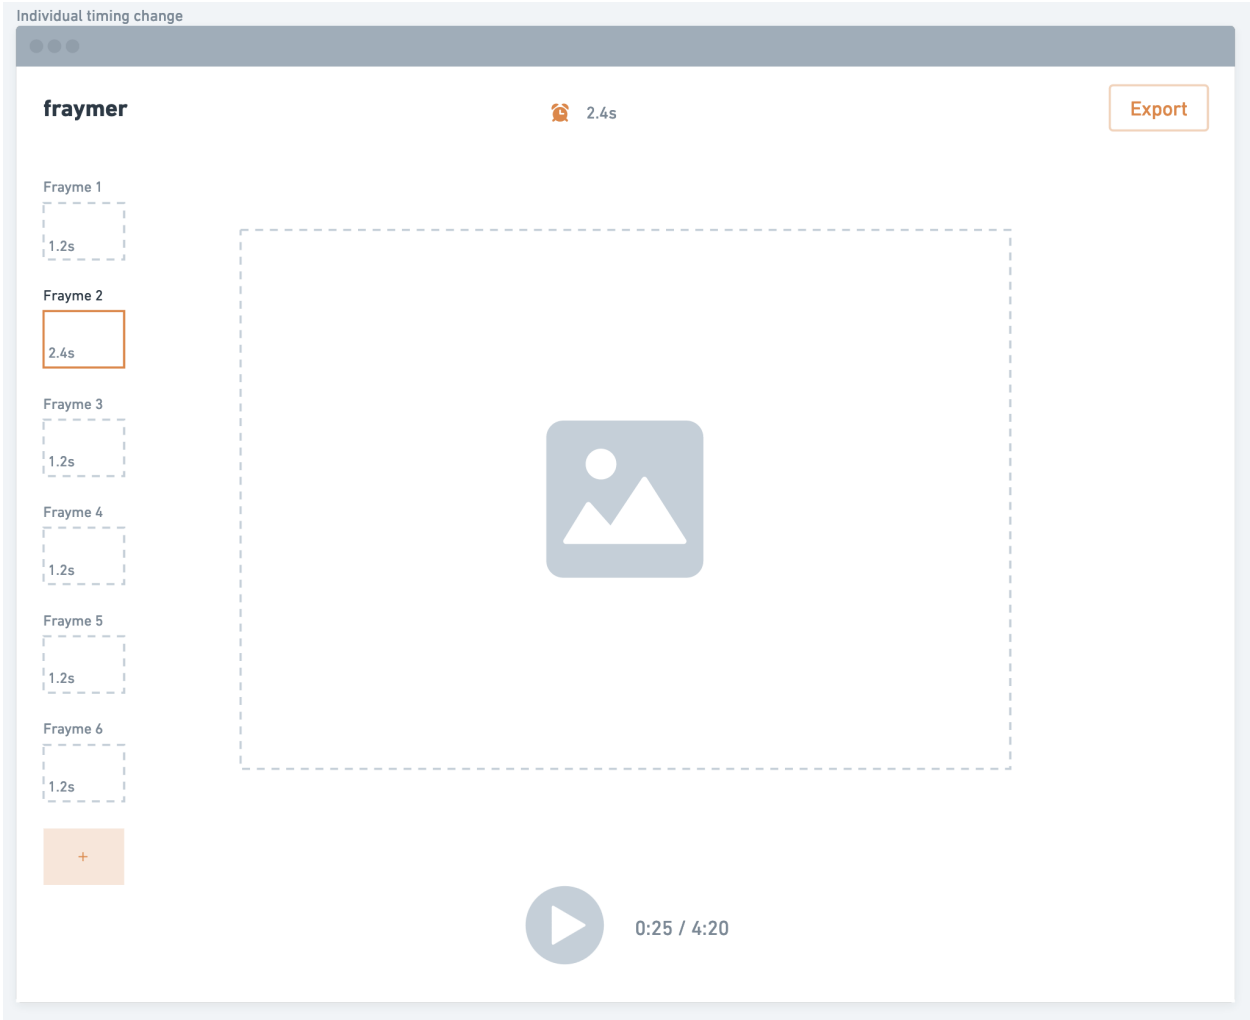 Individual timing change
fraymer
2.4s
Export
Frayme 1
1.2s
Frayme 2
2.4s
Frayme 3
1.2s
Frayme 4
1.2s
Frayme 5
1.2s
Frayme 6
1.2s
+
0:25 / 4:20